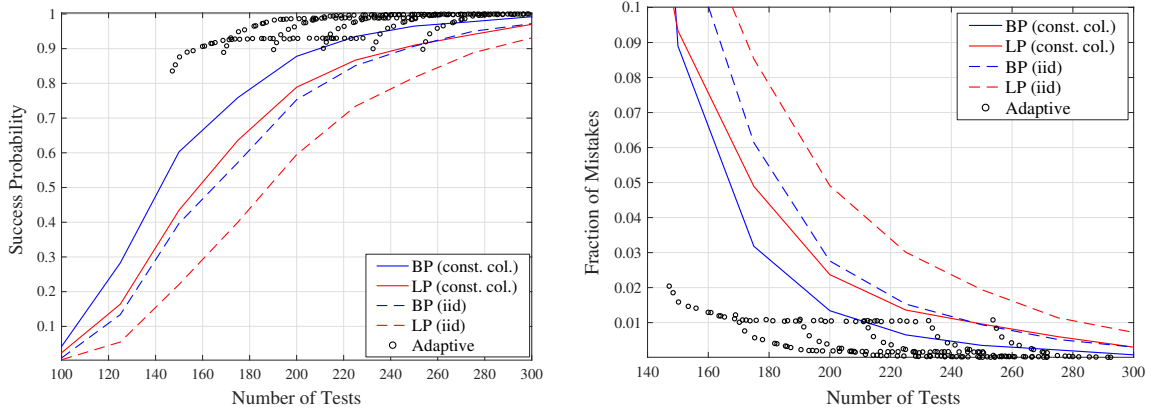 1
0.9
0.8
0.7
0.6
0.5
0.4
0.3
0.2
0.1
Success Probability
100 120 140 160 180 200 220 240 260 280 300
Number of Tests
BP (const. col.)
LP (const. col.)
BP (iid)
LP (iid)
Adaptive
0.1
0.09
0.08
0.07
0.06
0.05
0.04
0.03
0.02
0.01
Fraction of Mistakes
140 160 180 200 220 240 260 280 300
Number of Tests
BP (const. col.)
LP (const. col.)
BP (iid)
LP (iid)
Adaptive